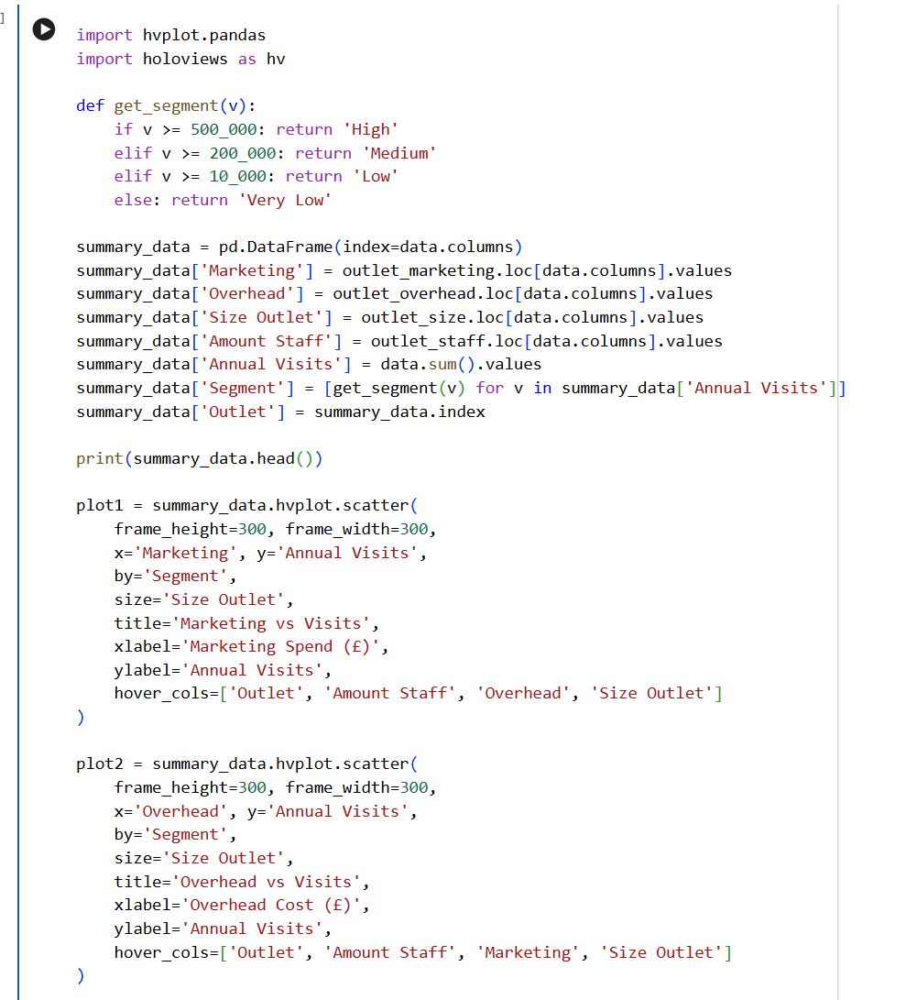 ]
import hvplot.pandas
import holoviews as hv
def get_segment(v):
    if v >= 500_000: return 'High'
    elif v >= 200_000: return 'Medium'
    elif v >= 10_000: return 'Low'
    else: return 'Very Low'
summary_data = pd.DataFrame(index=data.columns)
summary_data['Marketing'] = outlet_marketing.loc[data.columns].values
summary_data['Overhead'] = outlet_overhead.loc[data.columns].values
summary_data['Size Outlet'] = outlet_size.loc[data.columns].values
summary_data['Amount Staff'] = outlet_staff.loc[data.columns].values
summary_data['Annual Visits'] = data.sum().values
summary_data['Segment'] = [get_segment(v) for v in summary_data['Annual Visits']]
summary_data['Outlet'] = summary_data.index
print(summary_data.head())
plot1 = summary_data.hvplot.scatter(
    frame_height=300, frame_width=300,
    x='Marketing', y='Annual Visits',
    by='Segment',
    size='Size Outlet',
    title='Marketing vs Visits',
    xlabel='Marketing Spend (£)',
    ylabel='Annual Visits',
    hover_cols=['Outlet', 'Amount Staff', 'Overhead', 'Size Outlet']
)
plot2 = summary_data.hvplot.scatter(
    frame_height=300, frame_width=300,
    x='Overhead', y='Annual Visits',
    by='Segment',
    size='Size Outlet',
    title='Overhead vs Visits',
    xlabel='Overhead Cost (£)',
    ylabel='Annual Visits',
    hover_cols=['Outlet', 'Amount Staff', 'Marketing', 'Size Outlet']
)